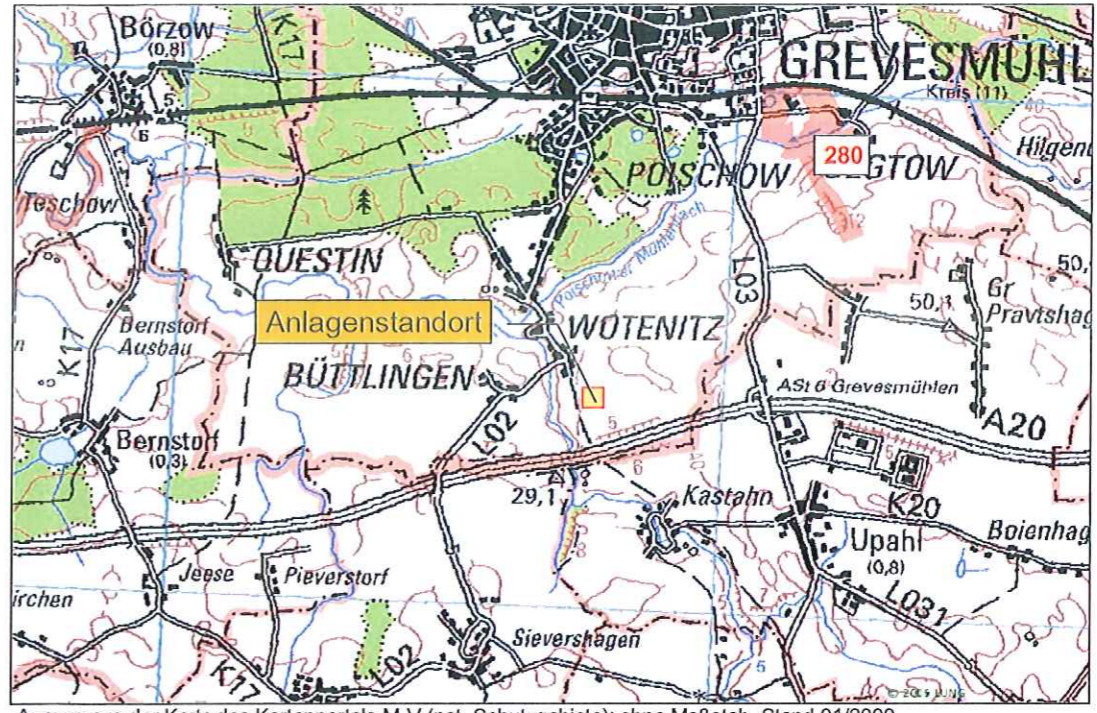 Börzow
(0,8)
K17
GREVESMÜHL
Kreis (11)
280
GTOW
Hilgen
POISCHOW
Teschow
Poischower Mühlenbach
QUESTIN
L03
50,1
Gr
Pravtshag
Anlagenstandort
WOTENITZ
Bernstorf
Ausbau
K17
BÜTTLINGEN
ASt 6 Grevesmühlen
A20
L02
Bernstorf
(0,3)
29,1
Kastahn
K20
Upahl
(0,8)
Boienhag
Jeese
Pieverstorf
irchen
L031
Sievershagen
L02
K17
© 2005 LUNG